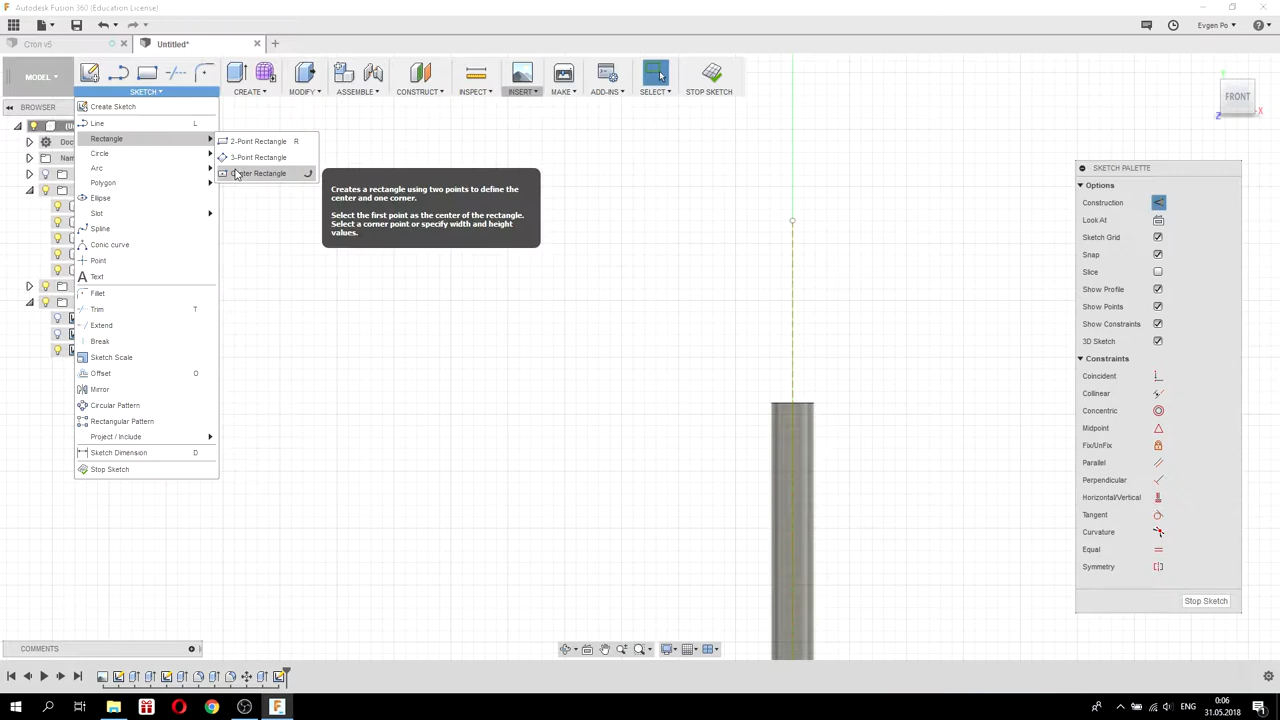 Autodesk Fusion 360 (Education License)
Evgen Po
Стол v5
Untitled*
MODEL
SKETCH
CREATE
MODIFY
ASSEMBLE
CONSTRUCT
INSPECT
INSERT
MAKE
ADD-INS
SELECT
STOP SKETCH
BROWSER
Create Sketch
Line L
Rectangle
Circle
Arc
Polygon
Ellipse
Slot
Spline
Conic curve
Point
Text
Fillet
Trim T
Extend
Break
Sketch Scale
Offset O
Mirror
Circular Pattern
Rectangular Pattern
Project / Include
Sketch Dimension D
Stop Sketch
2-Point Rectangle R
3-Point Rectangle
Center Rectangle
Creates a rectangle using two points to define the
center and one corner.
Select the first point as the center of the rectangle.
Select a corner point or specify width and height
values.
FRONT
X
Z
SKETCH PALETTE
Options
Construction
Look At
Sketch Grid
Snap
Slice
Show Profile
Show Points
Show Constraints
3D Sketch
Constraints
Coincident
Collinear
Concentric
Midpoint
Fix/UnFix
Parallel
Perpendicular
Horizontal/Vertical
Tangent
Curvature
Equal
Symmetry
Stop Sketch
COMMENTS
ENG
0:06
31.05.2018